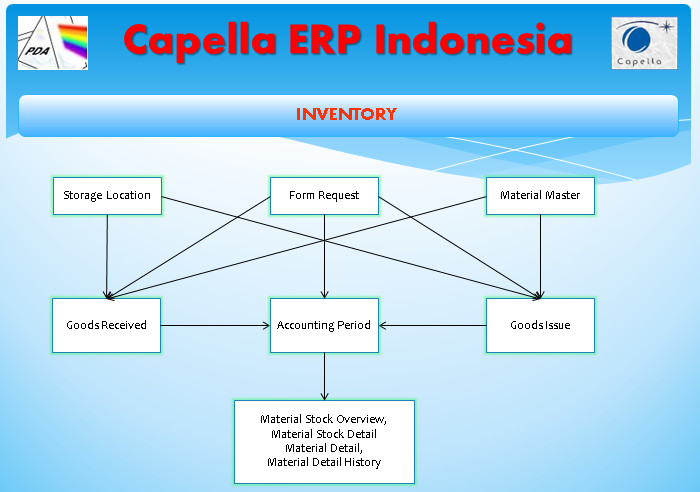 PDA
Capella ERP Indonesia
Capella
INVENTORY
Storage Location
Form Request
Material Master
Goods Received
Accounting Period
Goods Issue
Material Stock Overview,
Material Stock Detail
Material Detail,
Material Detail History